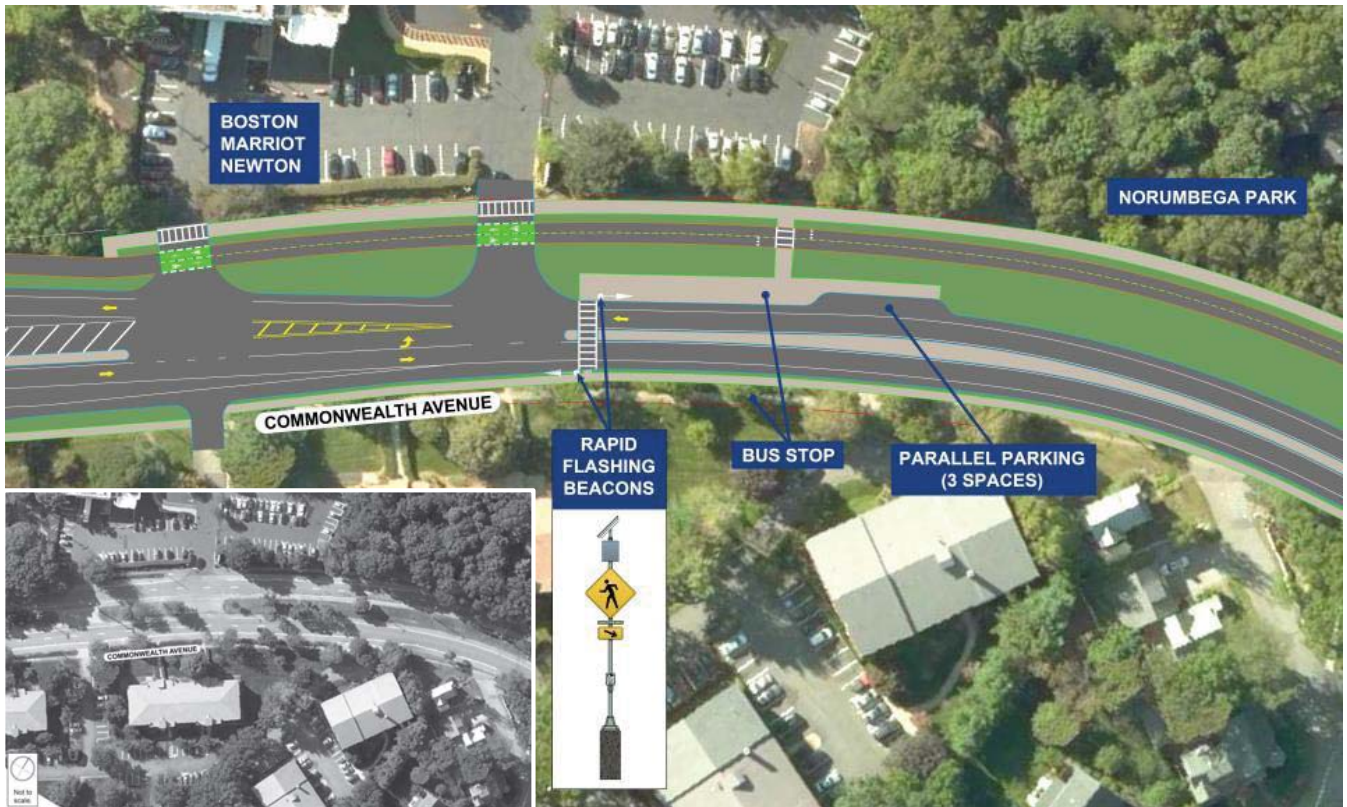 BOSTON
MARRIOT
NEWTON
NORUMBEGA PARK
COMMONWEALTH AVENUE
RAPID
FLASHING
BEACONS
BUS STOP
PARALLEL PARKING
(3 SPACES)
COMMONWEALTH AVENUE
Not to
scale